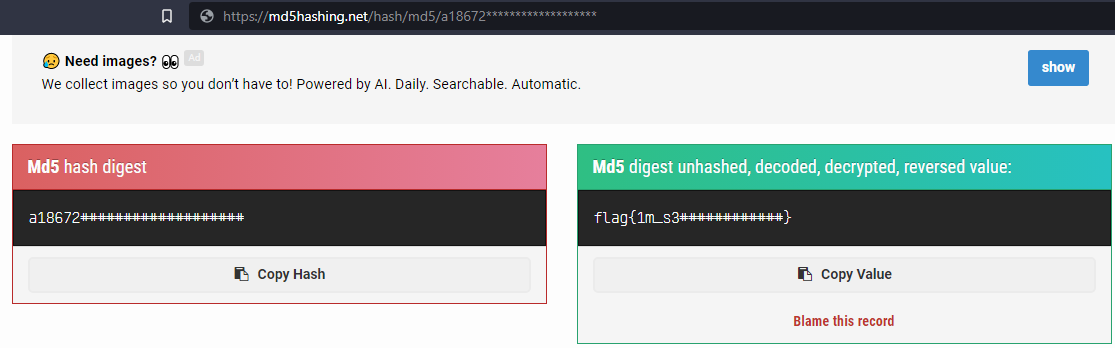 https://md5hashing.net/hash/md5/a18672*******************
😥 Need images? 👀 Ad
We collect images so you don't have to! Powered by AI. Daily. Searchable. Automatic.
show
Md5 hash digest
a18672*******************
Copy Hash
Md5 digest unhashed, decoded, decrypted, reversed value:
flag{1m_s3************}
Copy Value
Blame this record